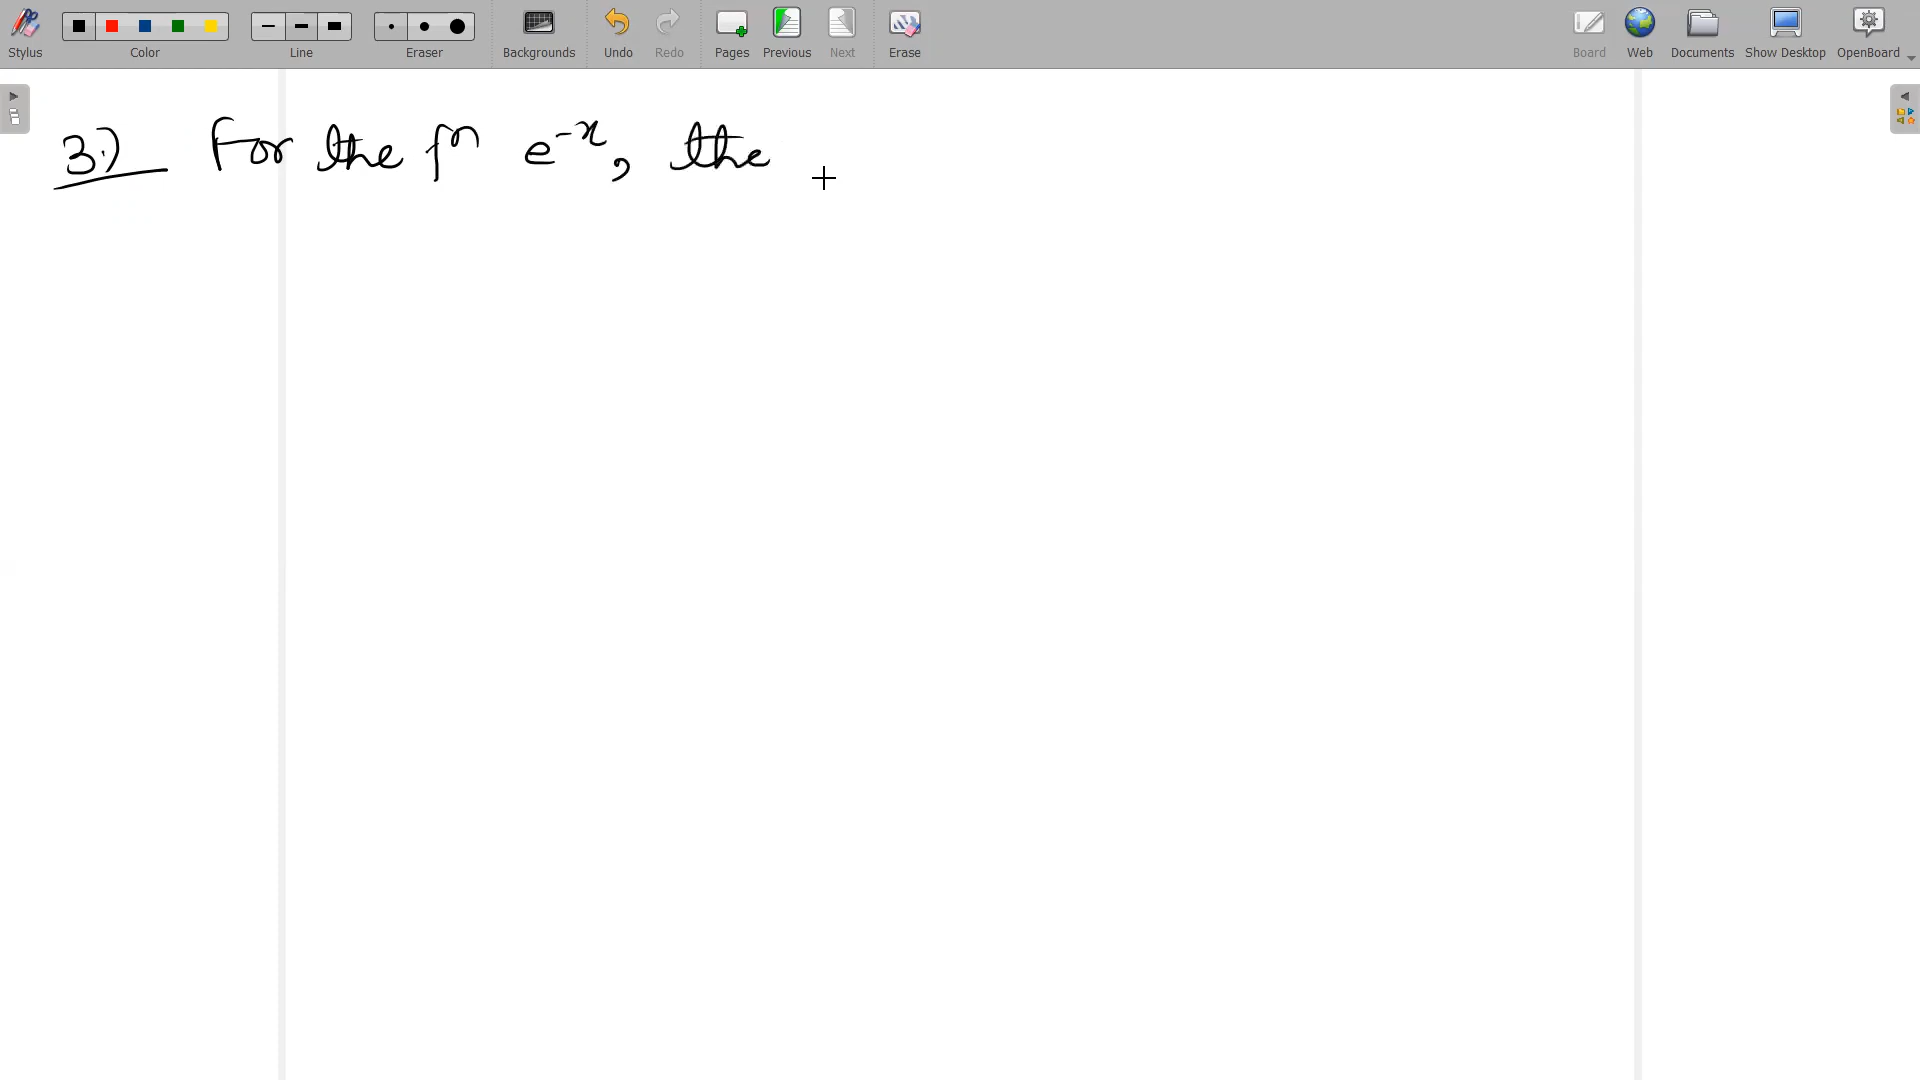 Stylus Color Line Eraser Backgrounds Undo Redo Pages Previous Next Erase Board Web Documents Show Desktop OpenBoard
3.) For the fⁿ e⁻ˣ, the